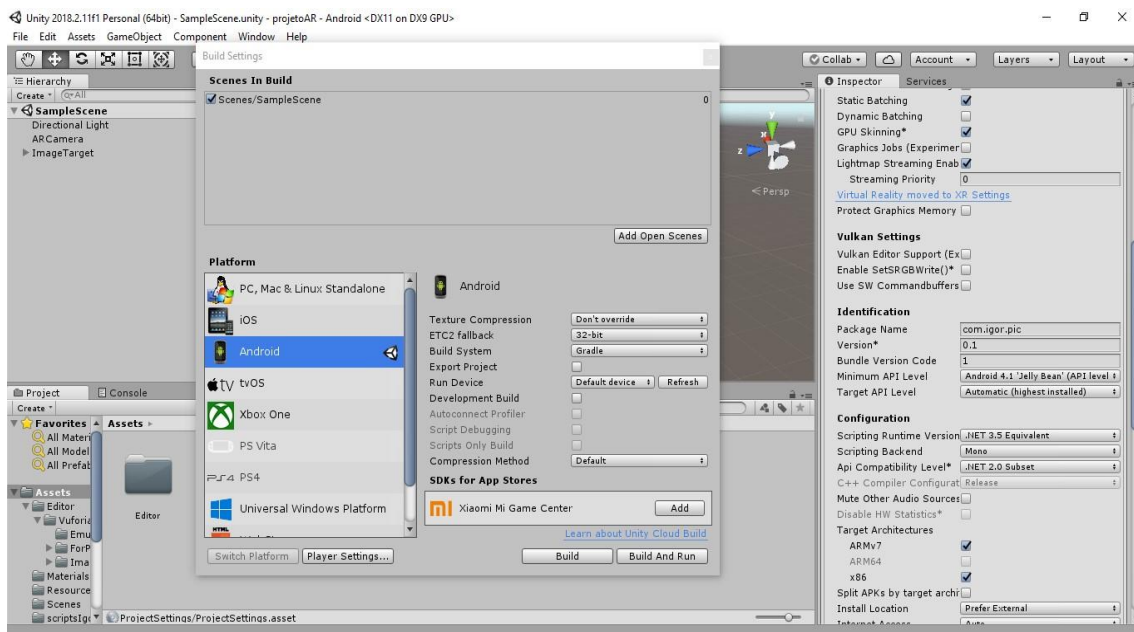 Unity 2018.2.11f1 Personal (64bit) - SampleScene.unity - projetoAR - Android <DX11 on DX9 GPU>
File Edit Assets GameObject Component Window Help
Collab Account Layers Layout
Hierarchy
Create All
SampleScene
Directional Light
ARCamera
ImageTarget
Build Settings
Scenes In Build
Scenes/SampleScene 0
Add Open Scenes
Platform
PC, Mac & Linux Standalone
iOS
Android
tvOS
Xbox One
PS Vita
PS4
Universal Windows Platform
HTML
Switch Platform Player Settings...
Android
Texture Compression Don't override
ETC2 fallback 32-bit
Build System Gradle
Export Project
Run Device Default device Refresh
Development Build
Autoconnect Profiler
Script Debugging
Scripts Only Build
Compression Method Default
SDKs for App Stores
Xiaomi Mi Game Center Add
Learn about Unity Cloud Build
Build Build And Run
y
x
z
Persp
Inspector Services
Static Batching
Dynamic Batching
GPU Skinning*
Graphics Jobs (Experimer
Lightmap Streaming Enab
Streaming Priority 0
Virtual Reality moved to XR Settings
Protect Graphics Memory
Vulkan Settings
Vulkan Editor Support (Ex
Enable SetSRGBWrite()*
Use SW Commandbuffers
Identification
Package Name com.igor.pic
Version* 0.1
Bundle Version Code 1
Minimum API Level Android 4.1 'Jelly Bean' (API level
Target API Level Automatic (highest installed)
Configuration
Scripting Runtime Version .NET 3.5 Equivalent
Scripting Backend Mono
Api Compatibility Level* .NET 2.0 Subset
C++ Compiler Configurat Release
Mute Other Audio Sources
Disable HW Statistics*
Target Architectures
ARMv7
ARM64
x86
Split APKs by target archi
Install Location Prefer External
Project Console
Create
Favorites
All Materi
All Model
All Prefab
Assets
Editor
Vuforia
Emu
ForP
Ima
Materials
Resource
Scenes
scriptsIgo
Assets
Editor
ProjectSettings/ProjectSettings.asset